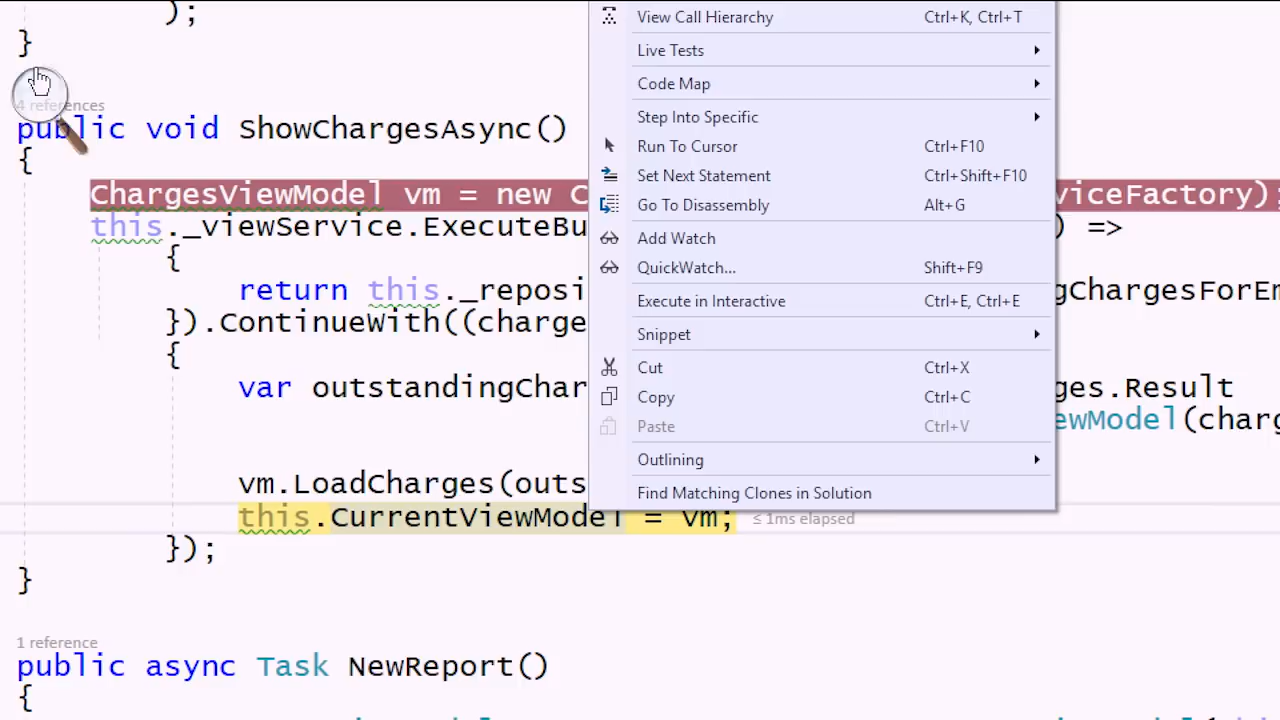 );
}
4 references
public void ShowChargesAsync()
{
ChargesViewModel vm = new C
viceFactory);
this._viewService.ExecuteBu
) =>
{
return this._reposi
gChargesForEm
}).ContinueWith((charge
{
var outstandingChar
ges.Result
ewModel(charg
vm.LoadCharges(outs
this.CurrentViewModel = vm; ≤ 1ms elapsed
});
}
1 reference
public async Task NewReport()
{
View Call Hierarchy Ctrl+K, Ctrl+T
Live Tests
Code Map
Step Into Specific
Run To Cursor Ctrl+F10
Set Next Statement Ctrl+Shift+F10
Go To Disassembly Alt+G
Add Watch
QuickWatch... Shift+F9
Execute in Interactive Ctrl+E, Ctrl+E
Snippet
Cut Ctrl+X
Copy Ctrl+C
Paste Ctrl+V
Outlining
Find Matching Clones in Solution